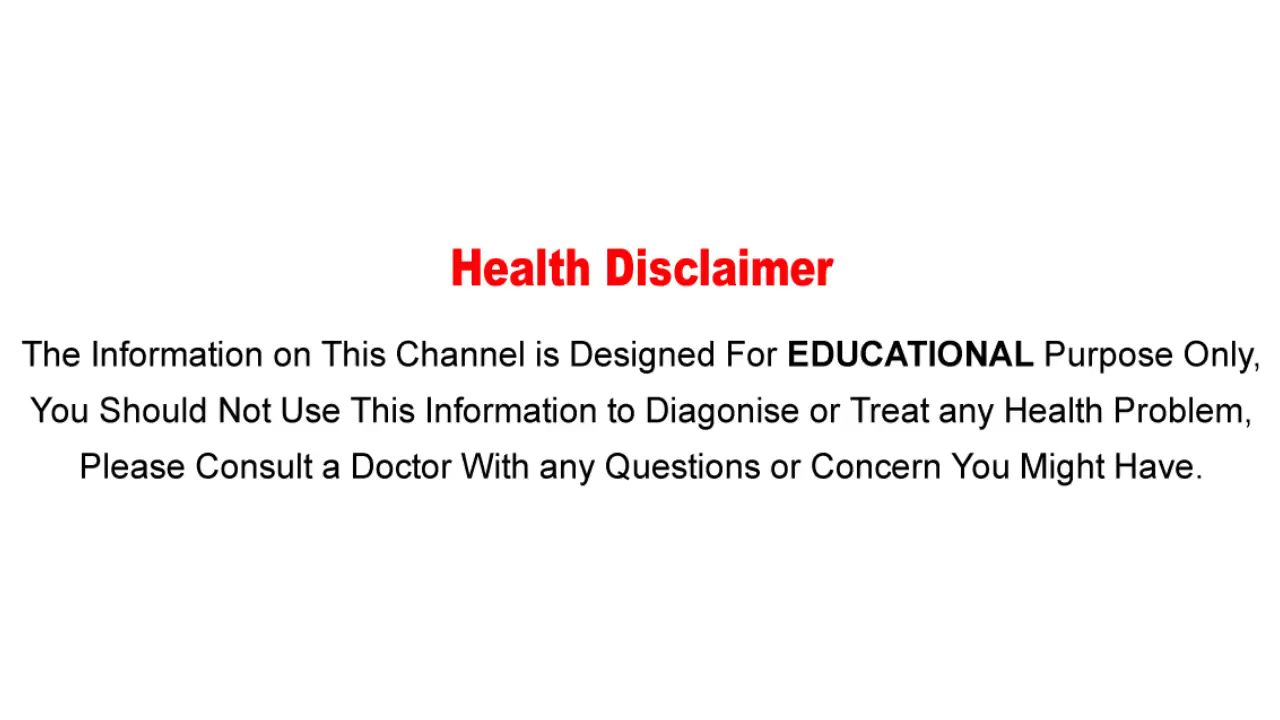 Health Disclaimer
The Information on This Channel is Designed For EDUCATIONAL Purpose Only,
You Should Not Use This Information to Diagonise or Treat any Health Problem,
Please Consult a Doctor With any Questions or Concern You Might Have.